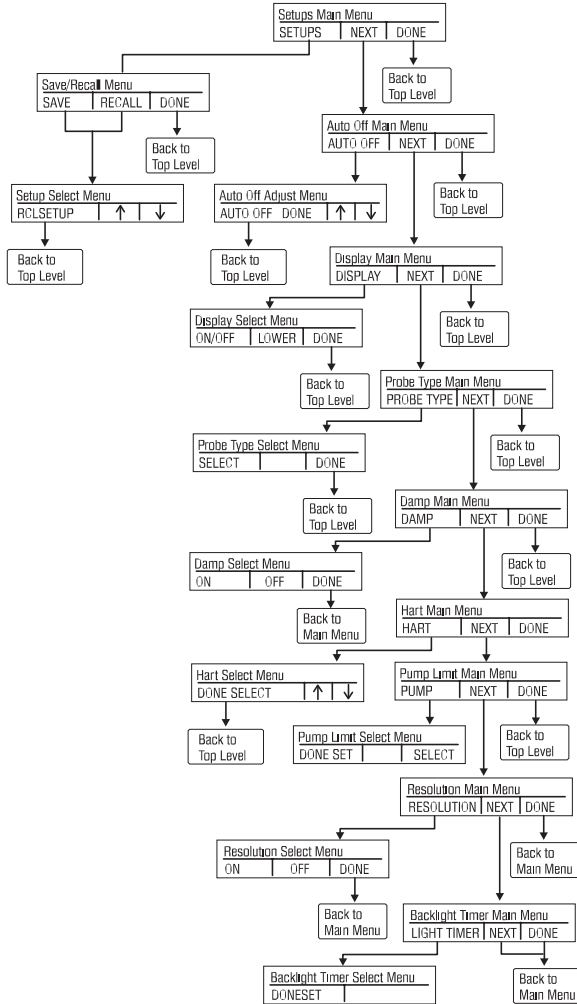 Setups Main Menu
SETUPS NEXT DONE
Back to
Top Level
Save/Recall Menu
SAVE RECALL DONE
Back to
Top Level
Setup Select Menu
RCLSETUP ↑ ↓
Back to
Top Level
Auto Off Main Menu
AUTO OFF NEXT DONE
Back to
Top Level
Auto Off Adjust Menu
AUTO OFF DONE ↑ ↓
Back to
Top Level
Display Main Menu
DISPLAY NEXT DONE
Back to
Top Level
Display Select Menu
ON/OFF LOWER DONE
Back to
Top Level
Probe Type Main Menu
PROBE TYPE NEXT DONE
Back to
Top Level
Probe Type Select Menu
SELECT DONE
Back to
Top Level
Damp Main Menu
DAMP NEXT DONE
Back to
Top Level
Damp Select Menu
ON OFF DONE
Back to
Main Menu
Hart Main Menu
HART NEXT DONE
Hart Select Menu
DONE SELECT ↑ ↓
Back to
Top Level
Pump Limit Main Menu
PUMP NEXT DONE
Back to
Top Level
Pump Limit Select Menu
DONE SET SELECT
Resolution Main Menu
RESOLUTION NEXT DONE
Back to
Main Menu
Resolution Select Menu
ON OFF DONE
Back to
Main Menu
Backlight Timer Main Menu
LIGHT TIMER NEXT DONE
Back to
Main Menu
Backlight Timer Select Menu
DONESET